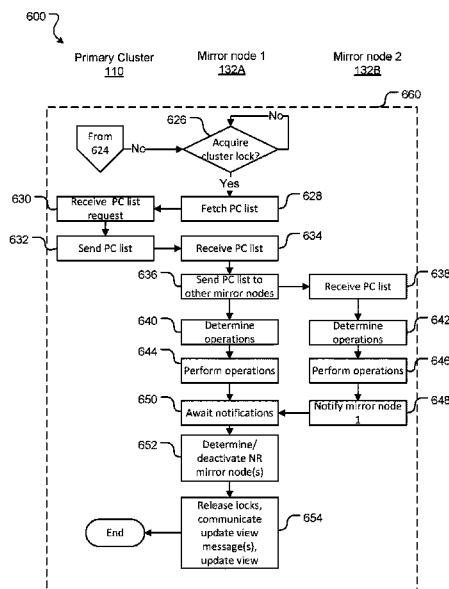 600
Primary Cluster
110
Mirror node 1
132A
Mirror node 2
132B
660
626
No
From
624
No
Acquire
cluster lock?
Yes
630
Receive PC list
request
Fetch PC list
628
632
Send PC list
Receive PC list
634
636
Send PC list to
other mirror nodes
Receive PC list
638
640
Determine
operations
Determine
operations
642
644
Perform operations
Perform operations
646
650
Await notifications
Notify mirror node
1
648
652
Determine/
deactivate NR
mirror node(s)
End
Release locks,
communicate
update view
message(s),
update view
654